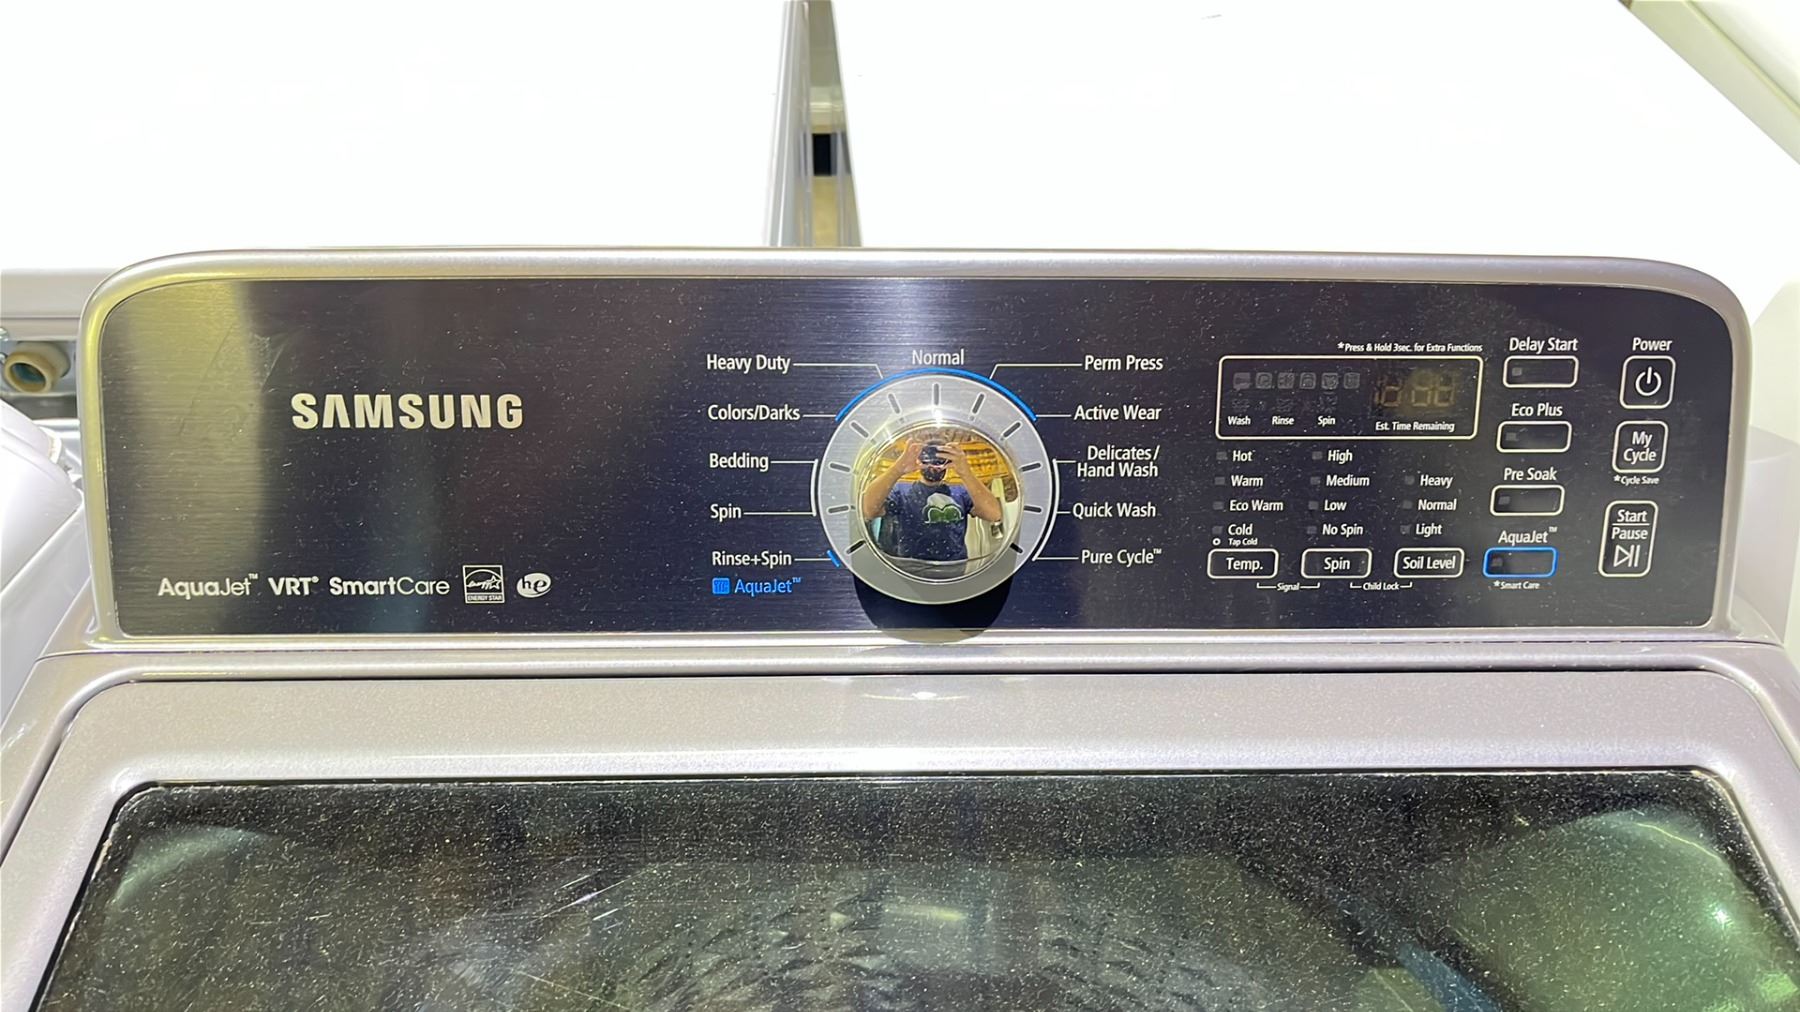 SAMSUNG
AquaJet™ VRT® SmartCare
ENERGY STAR
he
Heavy Duty
Colors/Darks
Bedding
Spin
Rinse+Spin
AquaJet™
Normal
Perm Press
Active Wear
Delicates/
Hand Wash
Quick Wash
Pure Cycle™
*Press & Hold 3sec. for Extra Functions
Wash Rinse Spin Est. Time Remaining
Hot High
Warm Medium Heavy
Eco Warm Low Normal
Cold No Spin Light
Tap Cold
Temp. Spin Soil Level
Signal Child Lock
Delay Start
Eco Plus
Pre Soak
AquaJet™
*Smart Care
Power
My
Cycle
*Cycle Save
Start
Pause